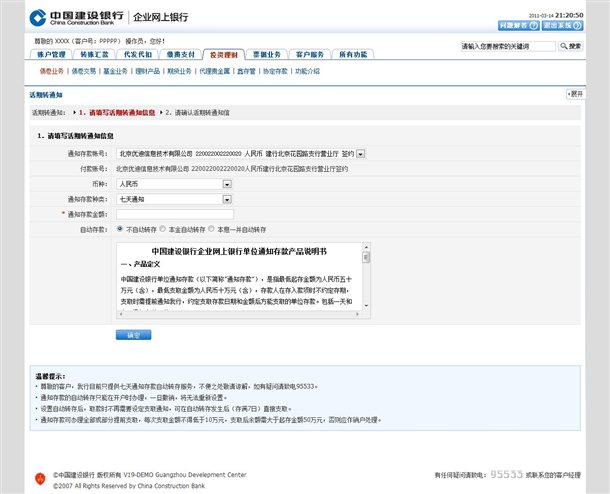 中国建设银行 企业网上银行
China Construction Bank
2011-03-14 21:20:50
问题解答 退出系统
尊敬的 XXXX（客户号：PPPPP） 操作员，您好！
请输入您要搜索的关键词 搜索
账户管理 转账汇款 代发代扣 缴费支付 投资理财 票据业务 客户服务 所有功能
债卷业务 | 债卷交易 | 基金业务 | 理财产品 | 期货业务 | 代理贵金属 | 鑫存管 | 协定存款 | 功能介绍
活期转通知
展开
活期转通知： 1. 请填写活期转通知信息 2. 请确认活期转通知信
1. 请填写活期转通知信息
通知存款帐号： 北京优迪信息技术有限公司 220022002220020 人民币 建行北京花园路支行营业厅 签约
付款账号： 北京优迪信息技术有限公司 220022002220020人民币建行北京花园路支行营业厅签约
币种： 人民币
通知存款种类： 七天通知
* 通知存款金额：
自动存款： 不自动转存 本金自动转存 本息一并自动转存
中国建设银行企业网上银行单位通知存款产品说明书
一、产品定义
中国建设银行单位通知存款（以下简称“通知存款”），是指最低起存金额为人民币五十
万元（含），最低支取金额为人民币十万元（含），存款人在存入款项时不约定存期，
支取时需提前通知我行，约定支取存款日期和金额后方能支取的单位存款。包括一天和
确定
温馨提示：
· 尊敬的客户，我行目前只提供七天通知存款自动转存服务，不便之处敬请谅解，如有疑问请致电95533。
· 通知存款的自动转存只能在开户时办理，一旦撤销，将无法重新设置。
· 设置自动转存后，取款时不再需要设定支取通知，可在自动转存发生后（存满7日）直接支取。
· 通知存款可办理全部或部分提前支取，每次支取金额不得低于10万元，支取后余额需大于起存金额50万元，否则应作销户处理。
©中国建设银行 版权所有 V19-DEMO Guangzhou Development Center
©2007 All Rights Reserved by China Construction Bank
有任何疑问请致电： 95533 或联系您的客户经理